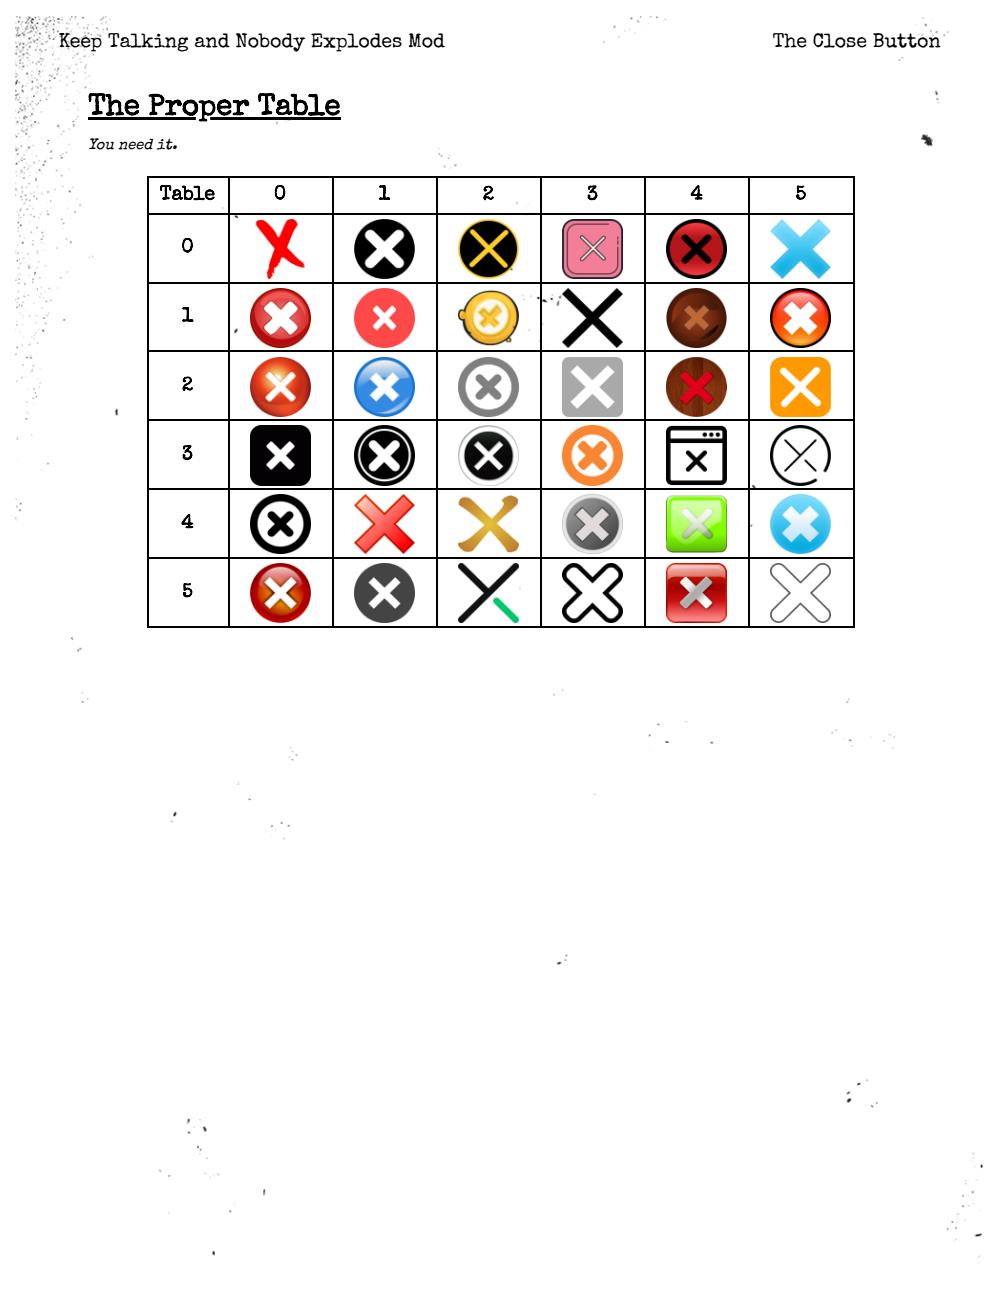 Keep Talking and Nobody Explodes Mod The Close Button
The Proper Table
You need it.
Table 0 1 2 3 4 5
0
1
2
3
4
5